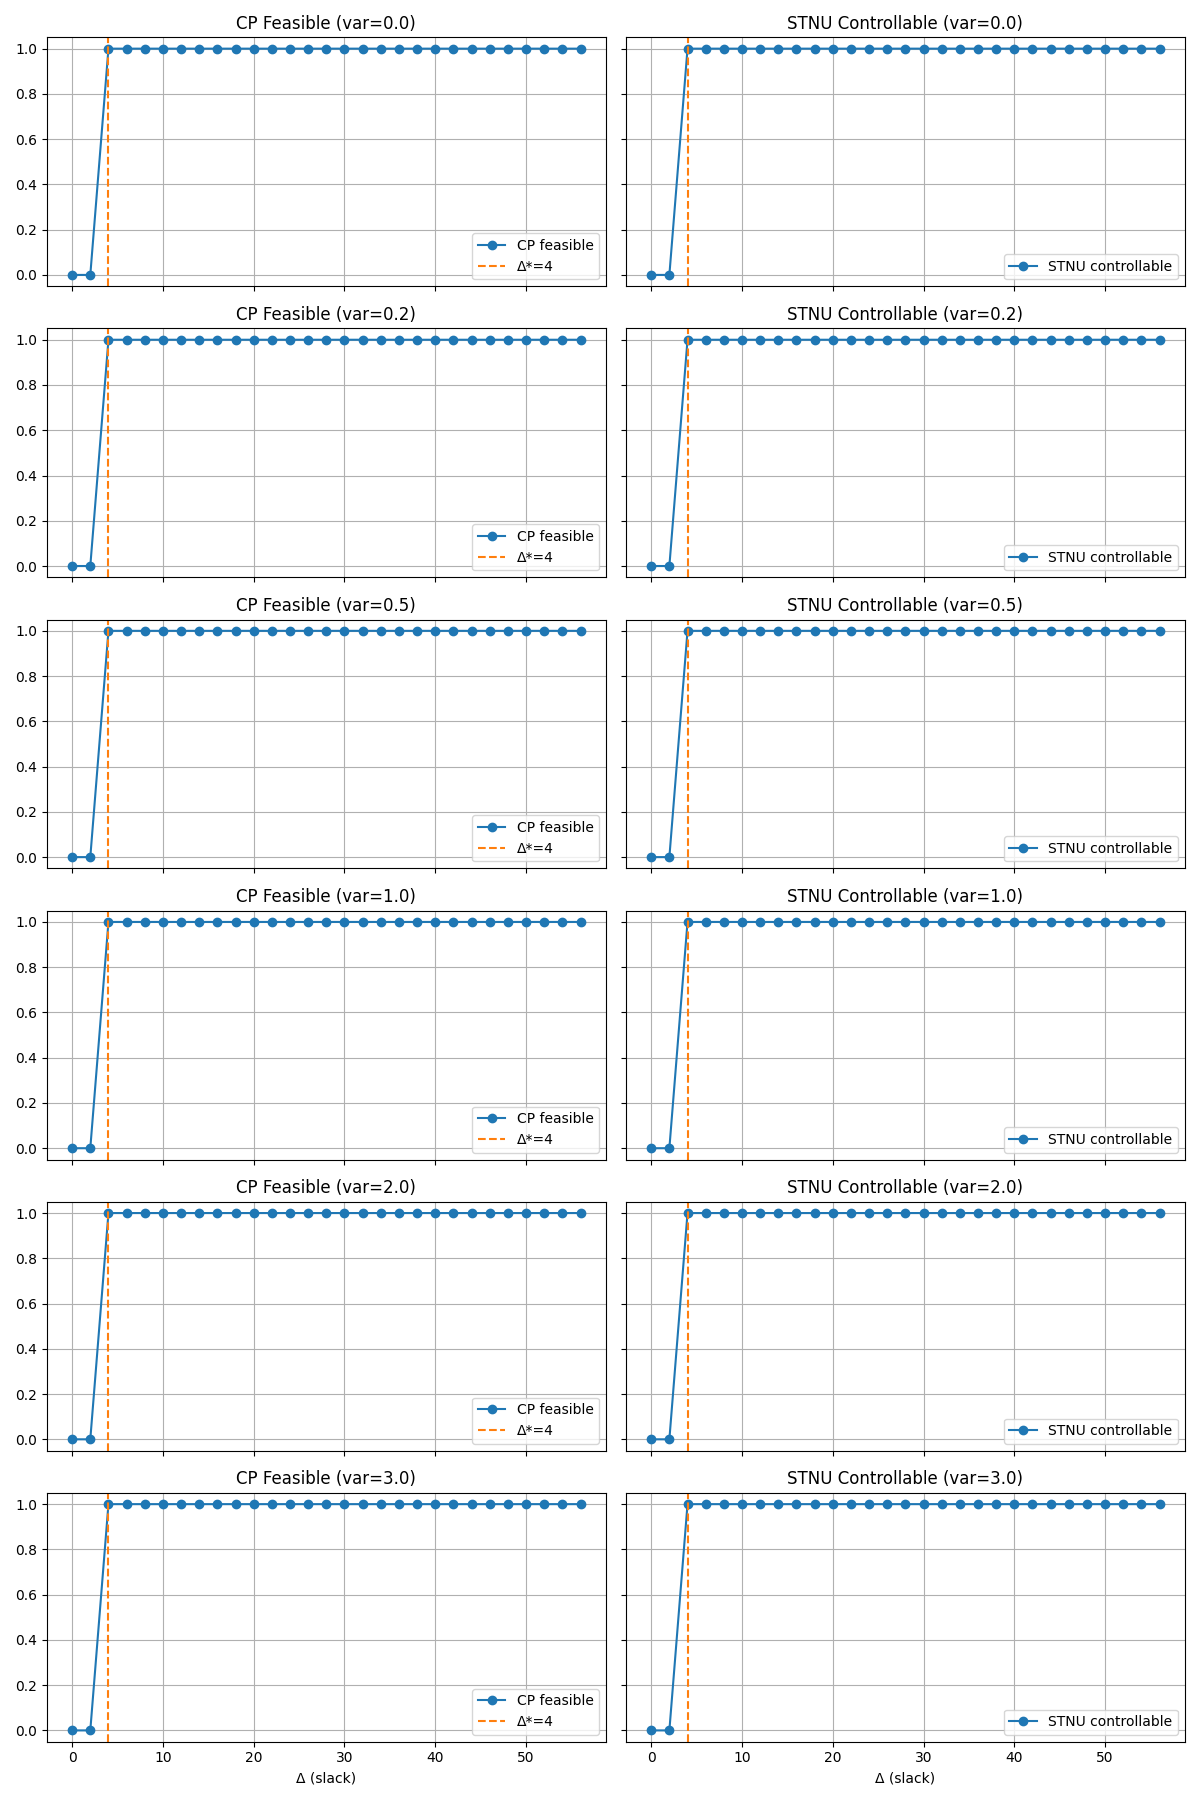 CP Feasible (var=0.0)
STNU Controllable (var=0.0)
1.0
0.8
0.6
0.4
0.2
0.0
CP feasible
Δ*=4
STNU controllable
CP Feasible (var=0.2)
STNU Controllable (var=0.2)
1.0
0.8
0.6
0.4
0.2
0.0
CP feasible
Δ*=4
STNU controllable
CP Feasible (var=0.5)
STNU Controllable (var=0.5)
1.0
0.8
0.6
0.4
0.2
0.0
CP feasible
Δ*=4
STNU controllable
CP Feasible (var=1.0)
STNU Controllable (var=1.0)
1.0
0.8
0.6
0.4
0.2
0.0
CP feasible
Δ*=4
STNU controllable
CP Feasible (var=2.0)
STNU Controllable (var=2.0)
1.0
0.8
0.6
0.4
0.2
0.0
CP feasible
Δ*=4
STNU controllable
CP Feasible (var=3.0)
STNU Controllable (var=3.0)
1.0
0.8
0.6
0.4
0.2
0.0
CP feasible
Δ*=4
STNU controllable
0 10 20 30 40 50
0 10 20 30 40 50
Δ (slack)
Δ (slack)